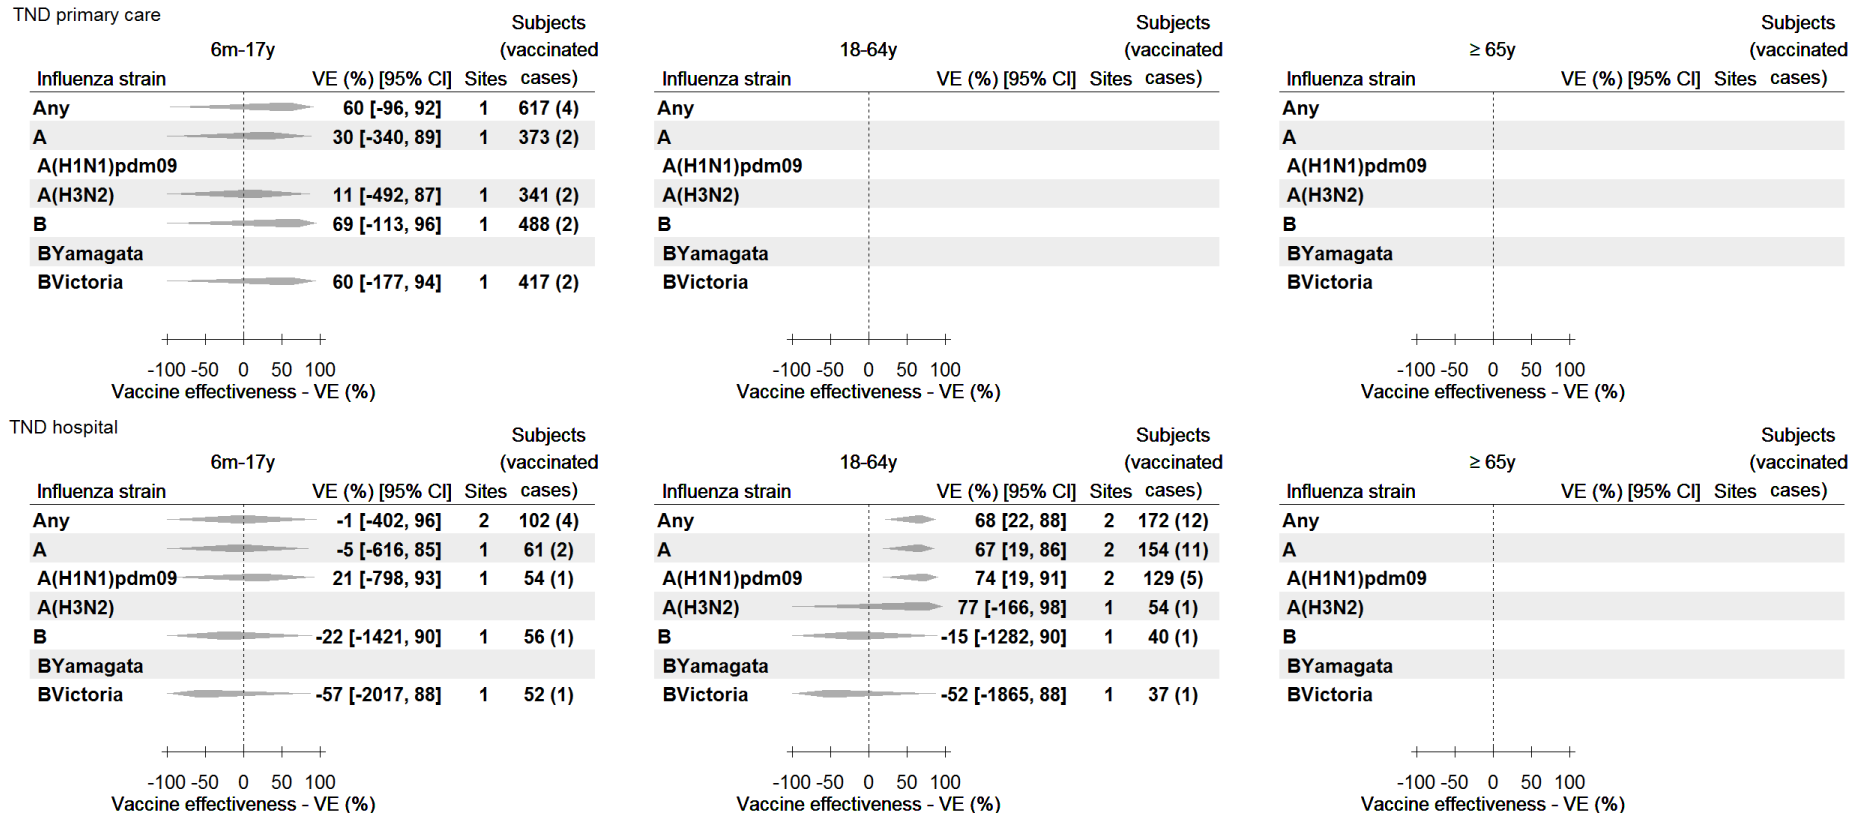 TND primary care
6m-17y
Subjects
(vaccinated
Influenza strain VE (%) [95% CI] Sites cases)
Any 60 [-96, 92] 1 617 (4)
A 30 [-340, 89] 1 373 (2)
A(H1N1)pdm09
A(H3N2) 11 [-492, 87] 1 341 (2)
B 69 [-113, 96] 1 488 (2)
BYamagata
BVictoria 60 [-177, 94] 1 417 (2)
-100 -50 0 50 100
Vaccine effectiveness - VE (%)
18-64y
Subjects
(vaccinated
Influenza strain VE (%) [95% CI] Sites cases)
Any
A
A(H1N1)pdm09
A(H3N2)
B
BYamagata
BVictoria
-100 -50 0 50 100
Vaccine effectiveness - VE (%)
≥ 65y
Subjects
(vaccinated
Influenza strain VE (%) [95% CI] Sites cases)
Any
A
A(H1N1)pdm09
A(H3N2)
B
BYamagata
BVictoria
-100 -50 0 50 100
Vaccine effectiveness - VE (%)
TND hospital
6m-17y
Subjects
(vaccinated
Influenza strain VE (%) [95% CI] Sites cases)
Any -1 [-402, 96] 2 102 (4)
A -5 [-616, 85] 1 61 (2)
A(H1N1)pdm09 21 [-798, 93] 1 54 (1)
A(H3N2)
B -22 [-1421, 90] 1 56 (1)
BYamagata
BVictoria -57 [-2017, 88] 1 52 (1)
-100 -50 0 50 100
Vaccine effectiveness - VE (%)
18-64y
Subjects
(vaccinated
Influenza strain VE (%) [95% CI] Sites cases)
Any 68 [22, 88] 2 172 (12)
A 67 [19, 86] 2 154 (11)
A(H1N1)pdm09 74 [19, 91] 2 129 (5)
A(H3N2) 77 [-166, 98] 1 54 (1)
B -15 [-1282, 90] 1 40 (1)
BYamagata
BVictoria -52 [-1865, 88] 1 37 (1)
-100 -50 0 50 100
Vaccine effectiveness - VE (%)
≥ 65y
Subjects
(vaccinated
Influenza strain VE (%) [95% CI] Sites cases)
Any
A
A(H1N1)pdm09
A(H3N2)
B
BYamagata
BVictoria
-100 -50 0 50 100
Vaccine effectiveness - VE (%)